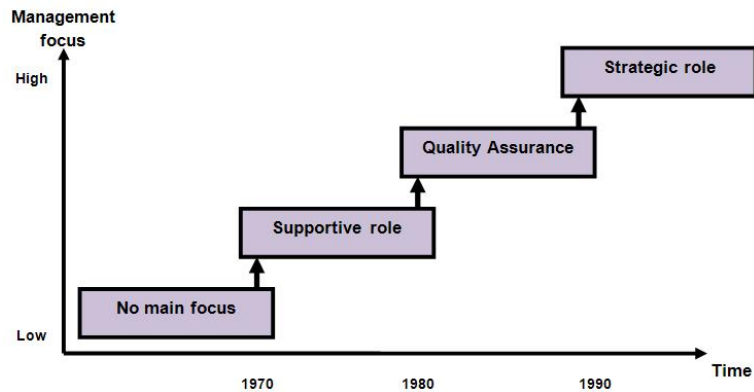 Management
focus
High
Strategic role
Quality Assurance
Supportive role
No main focus
Low
Time
1970
1980
1990